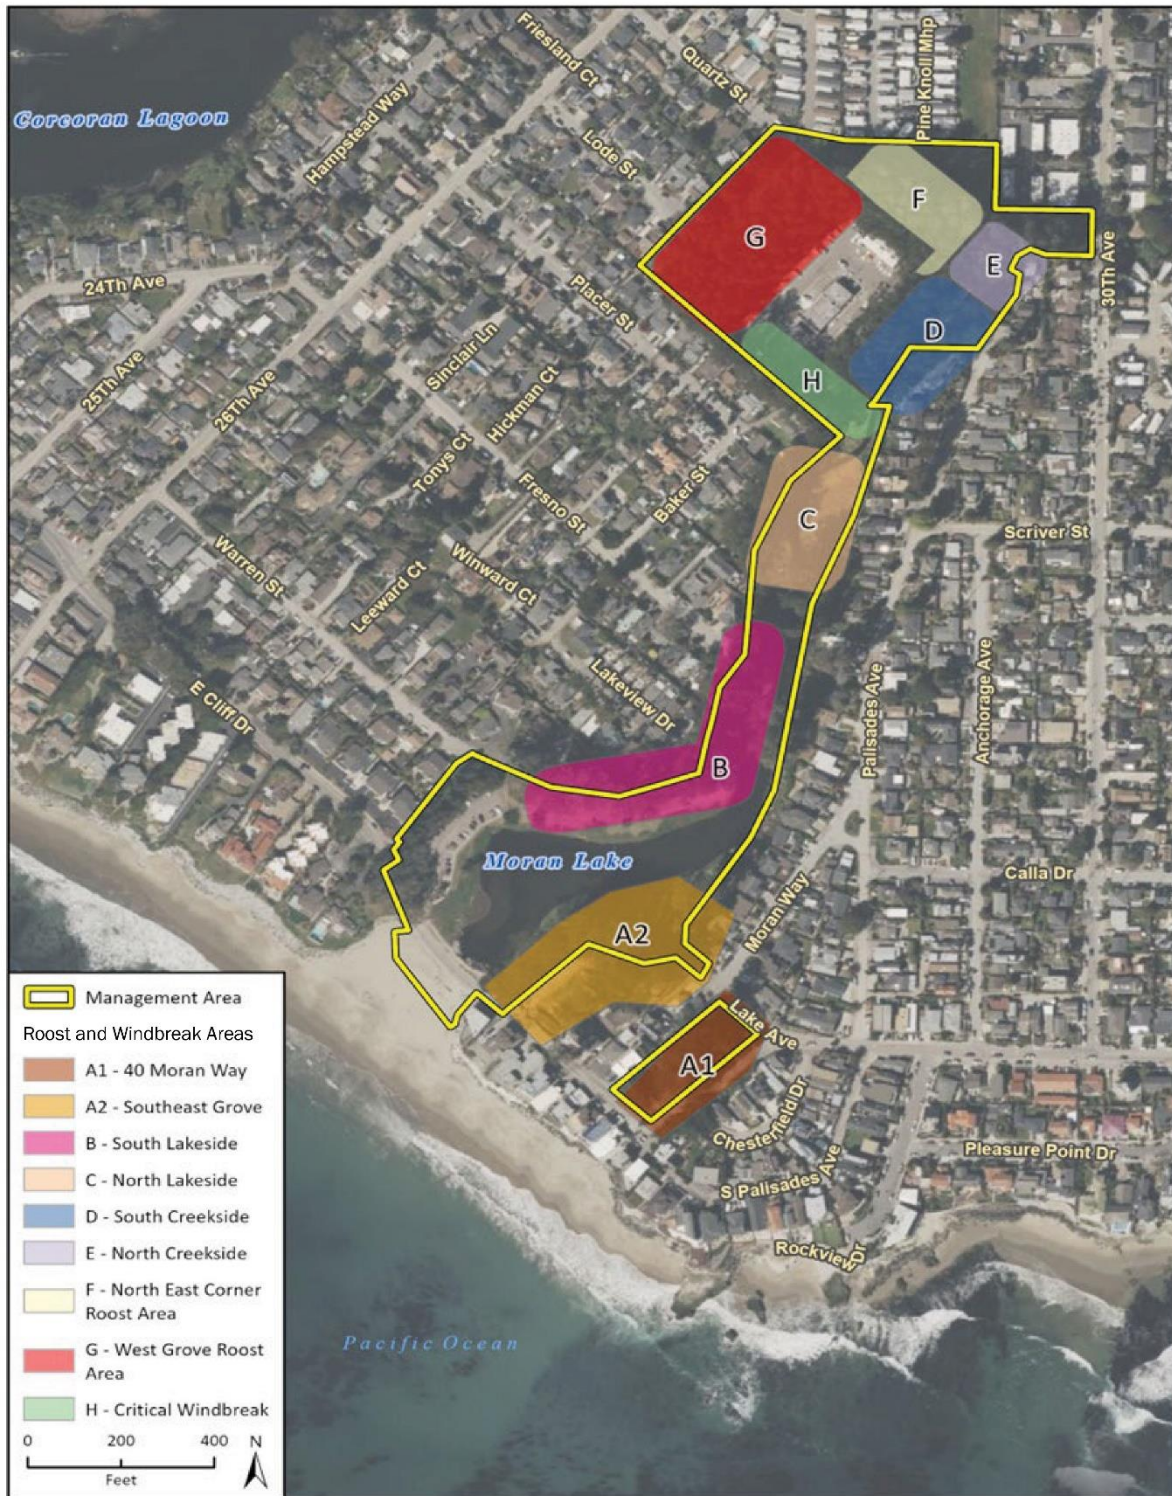 Friesland Ct
Quartz St
Pine Knoll Mhp
Corcoran Lagoon
Hampstead Way
Lode St
F
G
E
24Th Ave
Placer St
30Th Ave
D
25Th Ave
26Th Ave
Sinclair Ln
H
Hickman Ct
Tonys Ct
Fresno St
Baker St
C
Scriver St
Warren St
Winward Ct
Leeward Ct
Lakeview Dr
Palisades Ave
Anchorage Ave
E Cliff Dr
B
Moran Lake
Calla Dr
Moran Way
A2
Lake Ave
A1
Chesterfield Dr
Pleasure Point Dr
S Palisades Ave
Rockview Dr
Pacific Ocean
Management Area
Roost and Windbreak Areas
A1 - 40 Moran Way
A2 - Southeast Grove
B - South Lakeside
C - North Lakeside
D - South Creekside
E - North Creekside
F - North East Corner
Roost Area
G - West Grove Roost
Area
H - Critical Windbreak
0 200 400
Feet
N